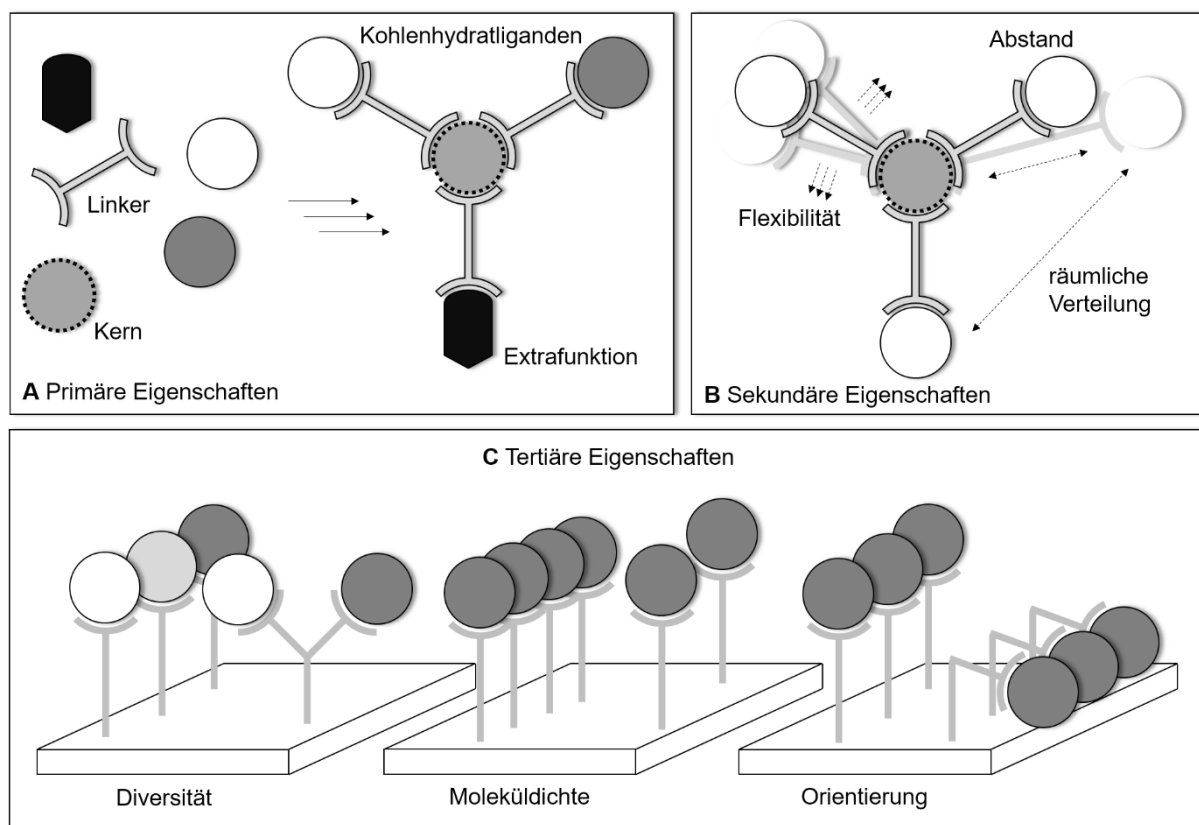 Kohlenhydratliganden
Linker
Kern
Extrafunktion
A Primäre Eigenschaften
Abstand
Flexibilität
räumliche
Verteilung
B Sekundäre Eigenschaften
C Tertiäre Eigenschaften
Diversität
Moleküldichte
Orientierung